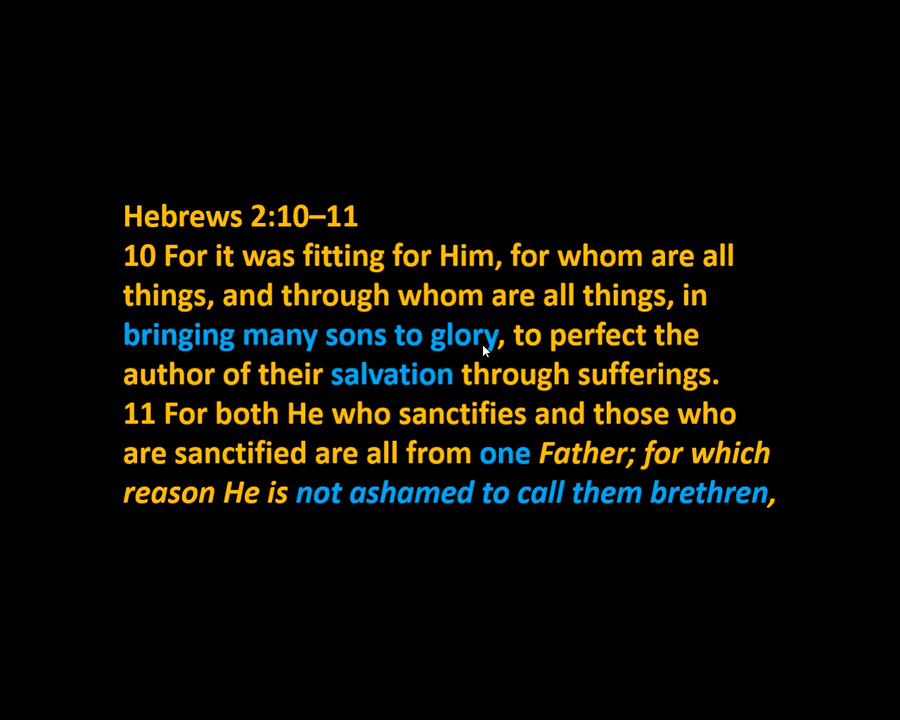 Hebrews 2:10–11
10 For it was fitting for Him, for whom are all
things, and through whom are all things, in
bringing many sons to glory, to perfect the
author of their salvation through sufferings.
11 For both He who sanctifies and those who
are sanctified are all from one Father; for which
reason He is not ashamed to call them brethren,